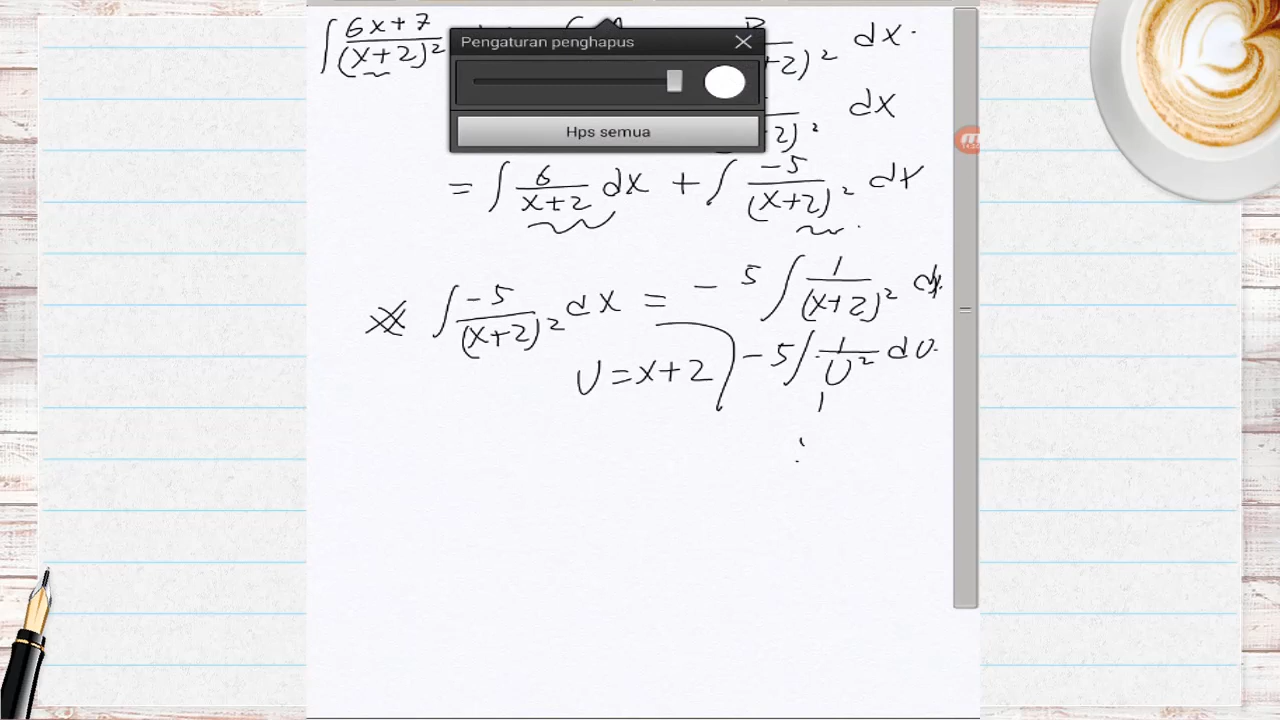 ∫ 6x+7 / (x+2)²
dx.
Pengaturan penghapus
dx
Hps semua
= ∫ 6/(x+2) dx + ∫ -5/(x+2)² dx
∫ -5/(x+2)² dx = -5 ∫ 1/(x+2)² dx
U = x+2 -5 ∫ 1/U² dU.